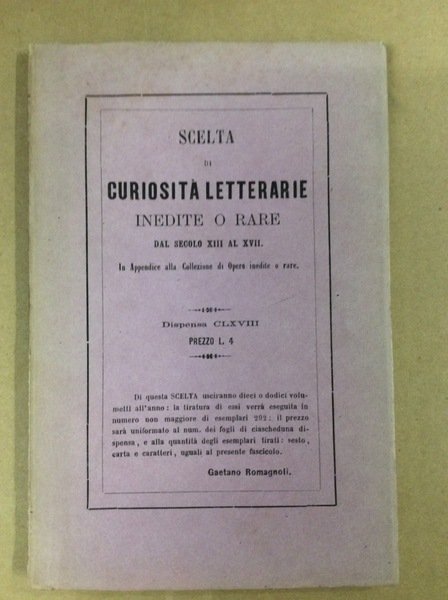 SCELTA
DI
CURIOSITÀ LETTERARIE
INEDITE O RARE
DAL SECOLO XIII AL XVII.
In Appendice alla Collezione di Opere inedite o rare.
Dispensa CLXVIII
PREZZO L. 4
Di questa SCELTA usciranno dieci o dodici volu-
metti all'anno: la tiratura di essi verrà eseguita in
numero non maggiore di esemplari 202: il prezzo
sarà uniformato al num. dei fogli di ciascheduna di-
spensa, e alla quantità degli esemplari tirati: sesto,
carta e caratteri, uguali al presente fascicolo.
Gaetano Romagnoli.